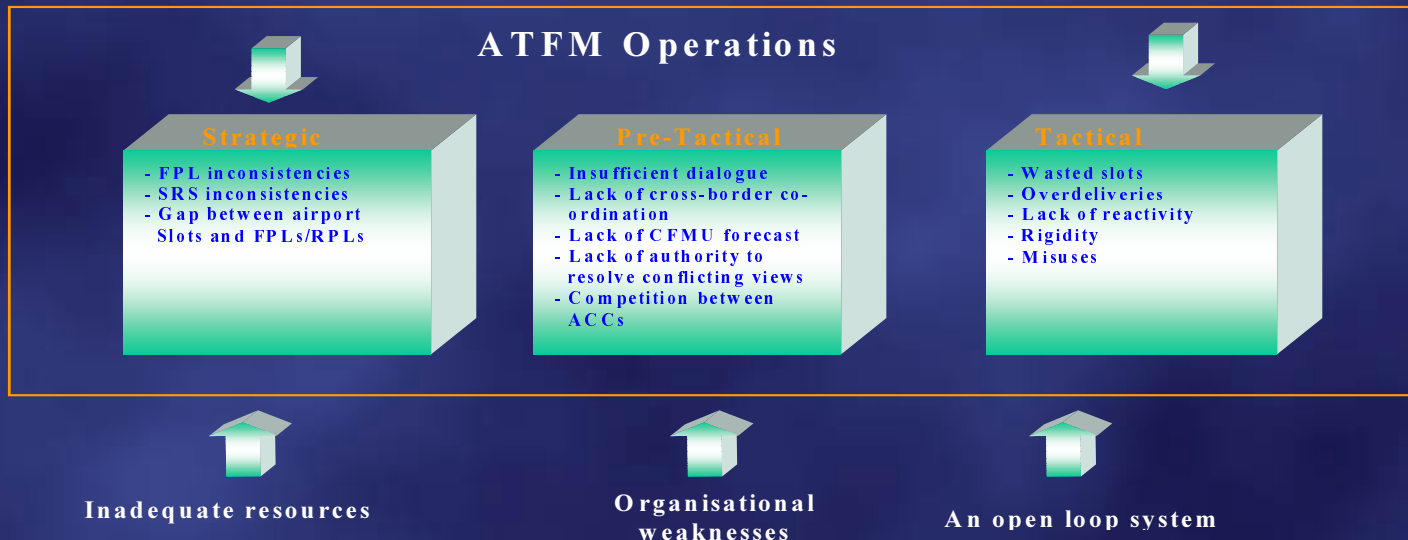 ATFM Operations
Strategic
- FPL inconsistencies
- SRS inconsistencies
- Gap between airport
Slots and FPLs/RPLs
Pre-Tactical
- Insufficient dialogue
- Lack of cross-border co-
ordination
- Lack of CFMU forecast
- Lack of authority to
resolve conflicting views
- Competition between
ACCs
Tactical
- Wasted slots
- Overdeliveries
- Lack of reactivity
- Rigidity
- Misuses
Inadequate resources
Organisational
weaknesses
An open loop system